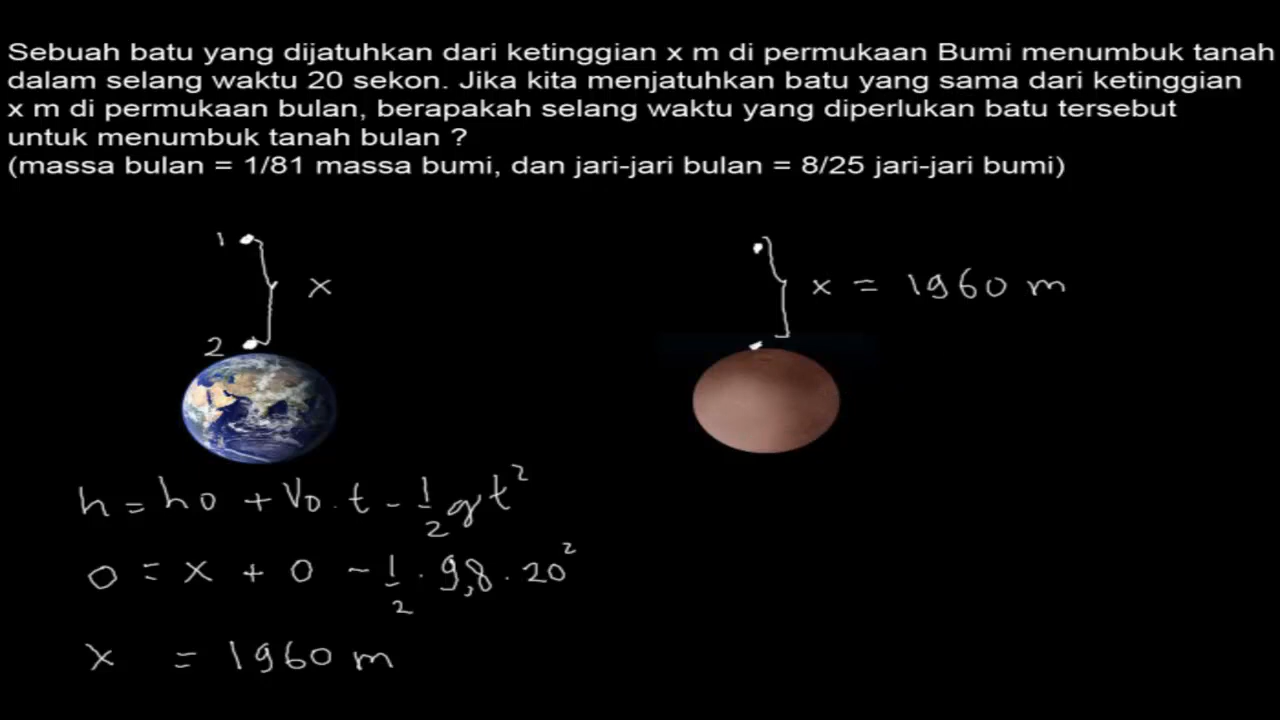 Sebuah batu yang dijatuhkan dari ketinggian x m di permukaan Bumi menumbuk tanah
dalam selang waktu 20 sekon. Jika kita menjatuhkan batu yang sama dari ketinggian
x m di permukaan bulan, berapakah selang waktu yang diperlukan batu tersebut
untuk menumbuk tanah bulan ?
(massa bulan = 1/81 massa bumi, dan jari-jari bulan = 8/25 jari-jari bumi)
1
x
2
x = 1960 m
h = h0 + V0.t - 1/2 gt²
0 = x + 0 - 1/2 . 9,8 . 20²
x = 1960 m